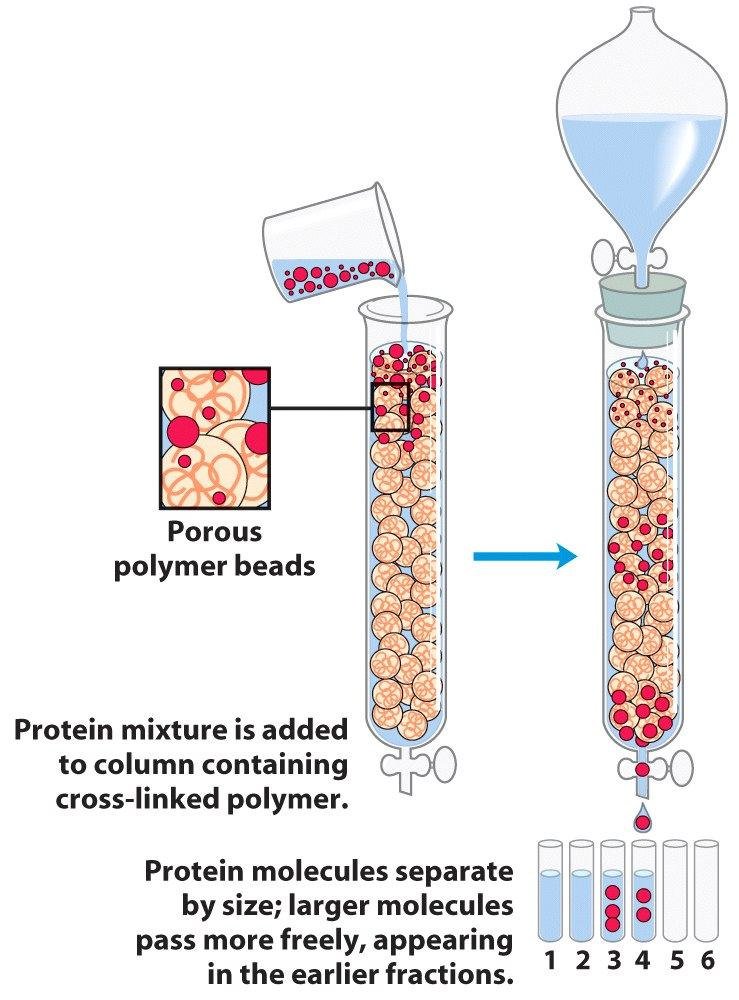 Porous
polymer beads
Protein mixture is added
to column containing
cross-linked polymer.
Protein molecules separate
by size; larger molecules
pass more freely, appearing
in the earlier fractions.
1 2 3 4 5 6